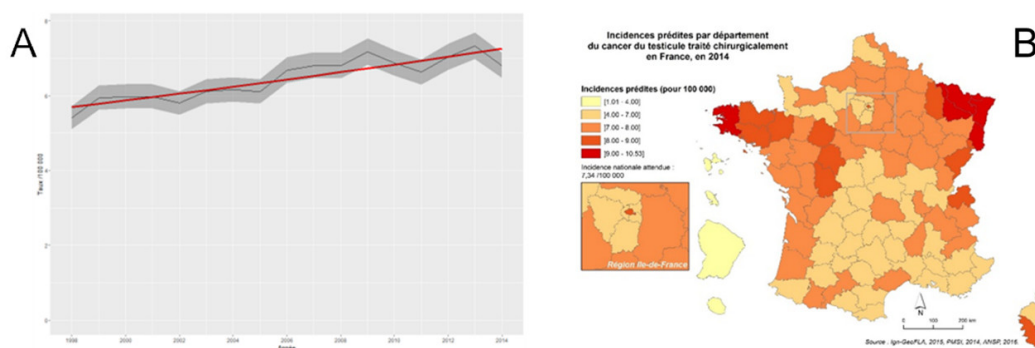 A
8
6
4
2
0
Taux /100 000
1998
2000
2002
2004
2006
2008
2010
2012
2014
Année
B
Incidences prédites par département
du cancer du testicule traité chirurgicalement
en France, en 2014
Incidences prédites (pour 100 000)
[1.01 - 4.00]
]4.00 - 7.00]
]7.00 - 8.00]
]8.00 - 9.00]
]9.00 - 10.53]
Incidence nationale attendue :
7,34 /100 000
Région Ile-de-France
N
0 100 200 km
Source : Ign-GeoFLA, 2015, PMSI, 2014, ANSP, 2016.